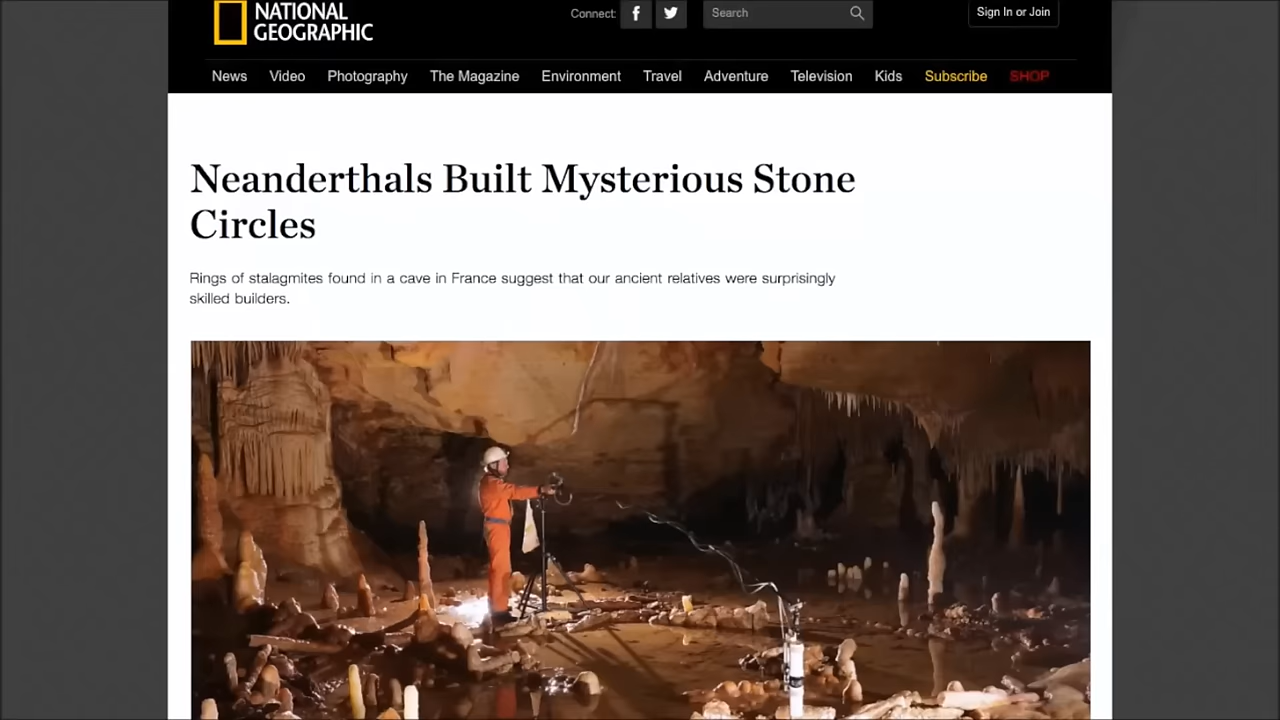 NATIONAL
GEOGRAPHIC
Connect:
Search
Sign In or Join
News Video Photography The Magazine Environment Travel Adventure Television Kids Subscribe SHOP
Neanderthals Built Mysterious Stone
Circles
Rings of stalagmites found in a cave in France suggest that our ancient relatives were surprisingly
skilled builders.